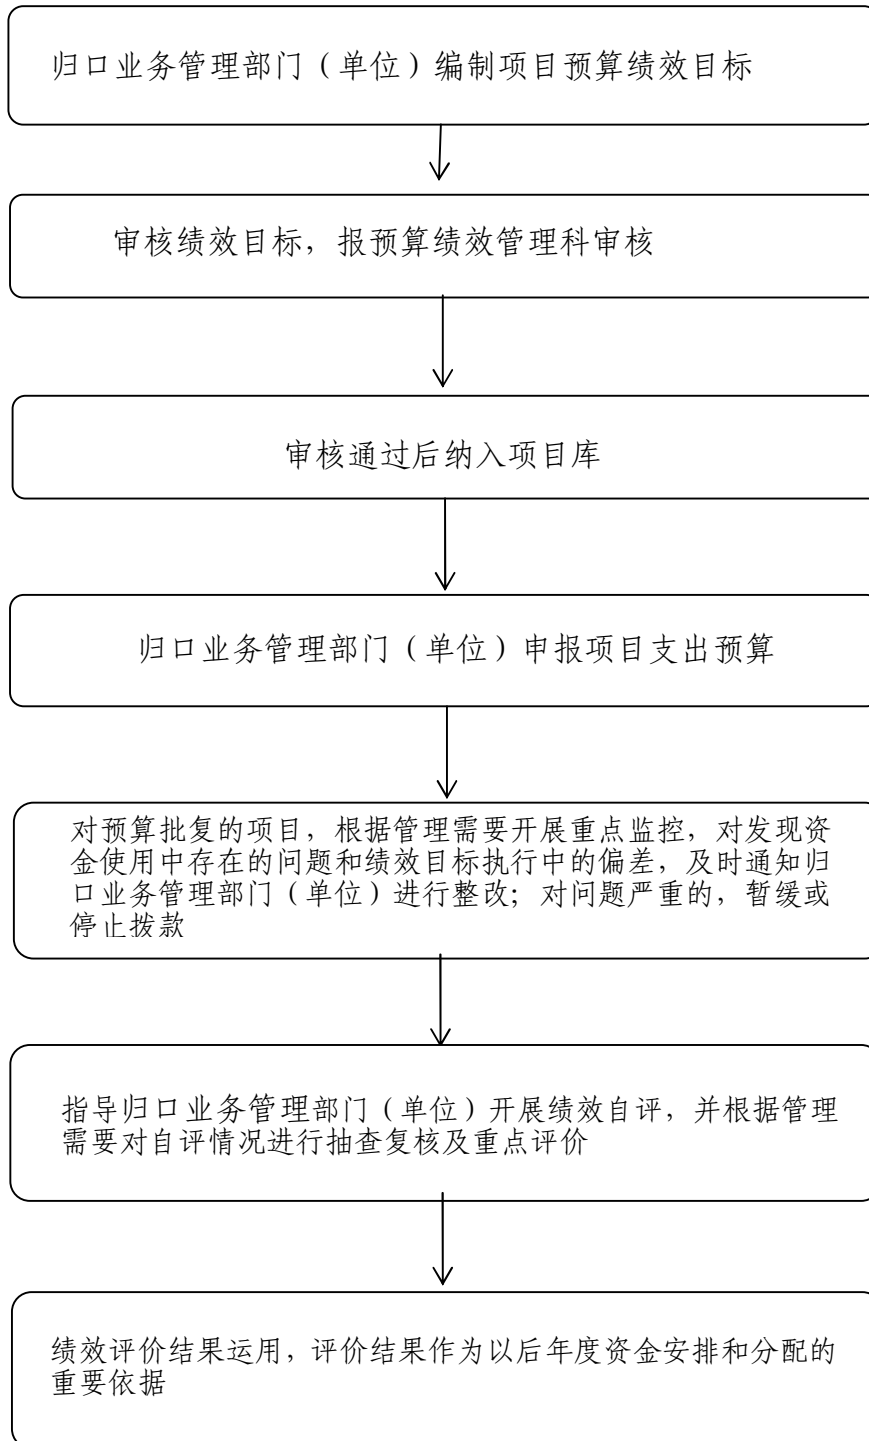 归口业务管理部门（单位）编制项目预算绩效目标
审核绩效目标，报预算绩效管理科审核
审核通过后纳入项目库
归口业务管理部门（单位）申报项目支出预算
对预算批复的项目，根据管理需要开展重点监控，对发现资
金使用中存在的问题和绩效目标执行中的偏差，及时通知归
口业务管理部门（单位）进行整改；对问题严重的，暂缓或
停止拨款
指导归口业务管理部门（单位）开展绩效自评，并根据管理
需要对自评情况进行抽查复核及重点评价
绩效评价结果运用，评价结果作为以后年度资金安排和分配的
重要依据